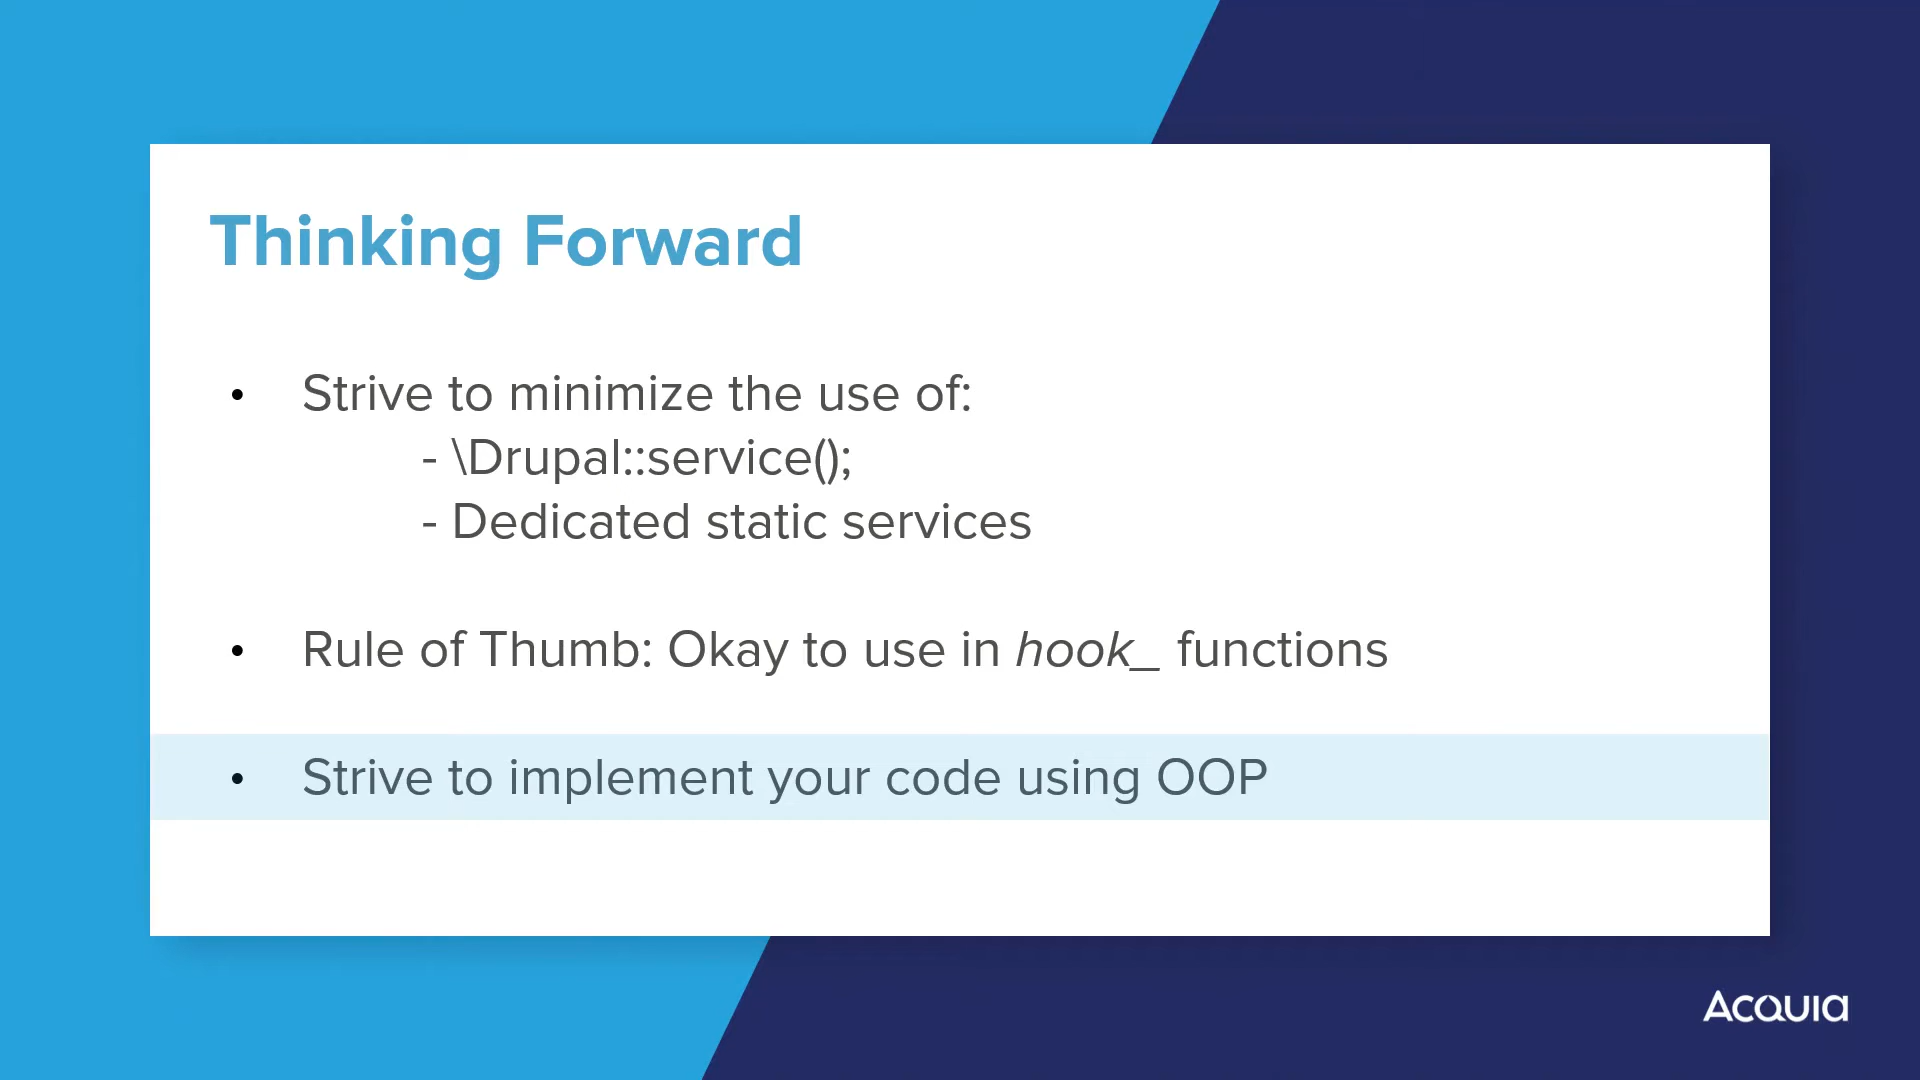 Thinking Forward
• Strive to minimize the use of:
- \Drupal::service();
- Dedicated static services
• Rule of Thumb: Okay to use in hook_ functions
• Strive to implement your code using OOP
Acquia